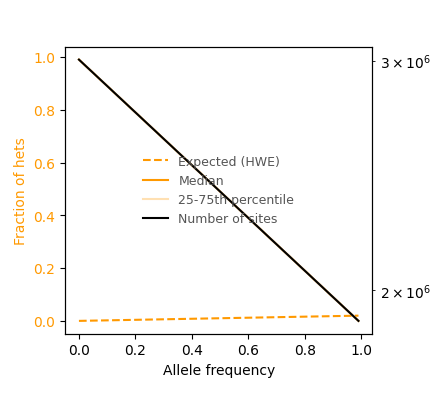 1.0
0.8
0.6
0.4
0.2
0.0
Fraction of hets
3 × 10⁶
2 × 10⁶
Expected (HWE)
Median
25-75th percentile
Number of sites
0.0 0.2 0.4 0.6 0.8 1.0
Allele frequency